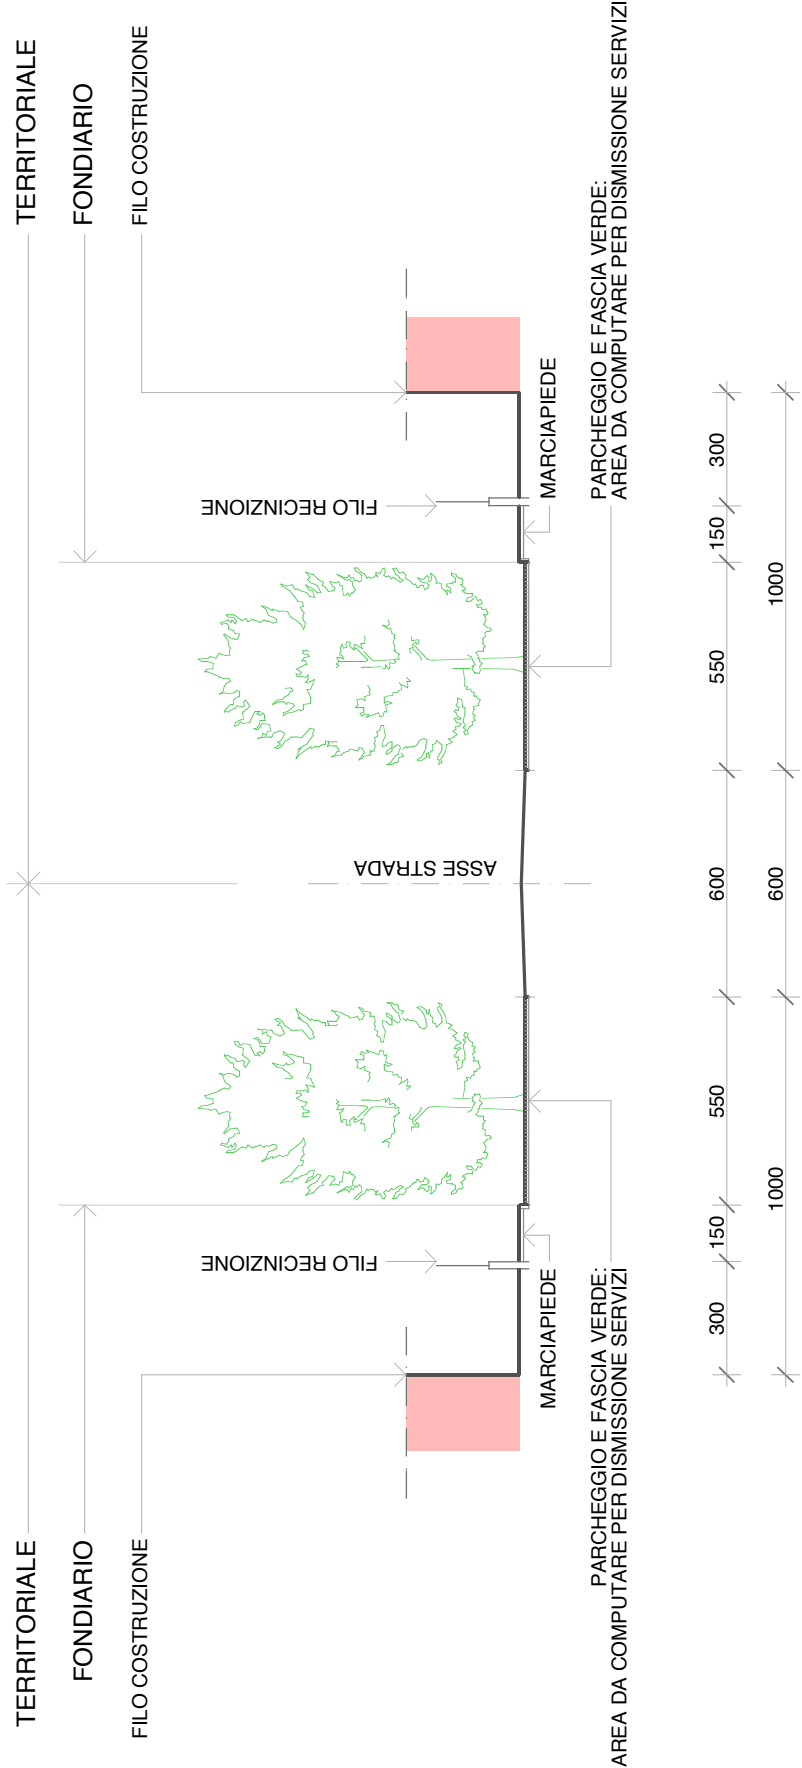 TERRITORIALE
TERRITORIALE
FONDIARIO
FONDIARIO
FILO COSTRUZIONE
FILO COSTRUZIONE
FILO RECINZIONE
FILO RECINZIONE
ASSE STRADA
MARCIAPIEDE
MARCIAPIEDE
PARCHEGGIO E FASCIA VERDE:
AREA DA COMPUTARE PER DISMISSIONE SERVIZI
PARCHEGGIO E FASCIA VERDE:
AREA DA COMPUTARE PER DISMISSIONE SERVIZI
300
150
550
600
550
150
300
1000
600
1000